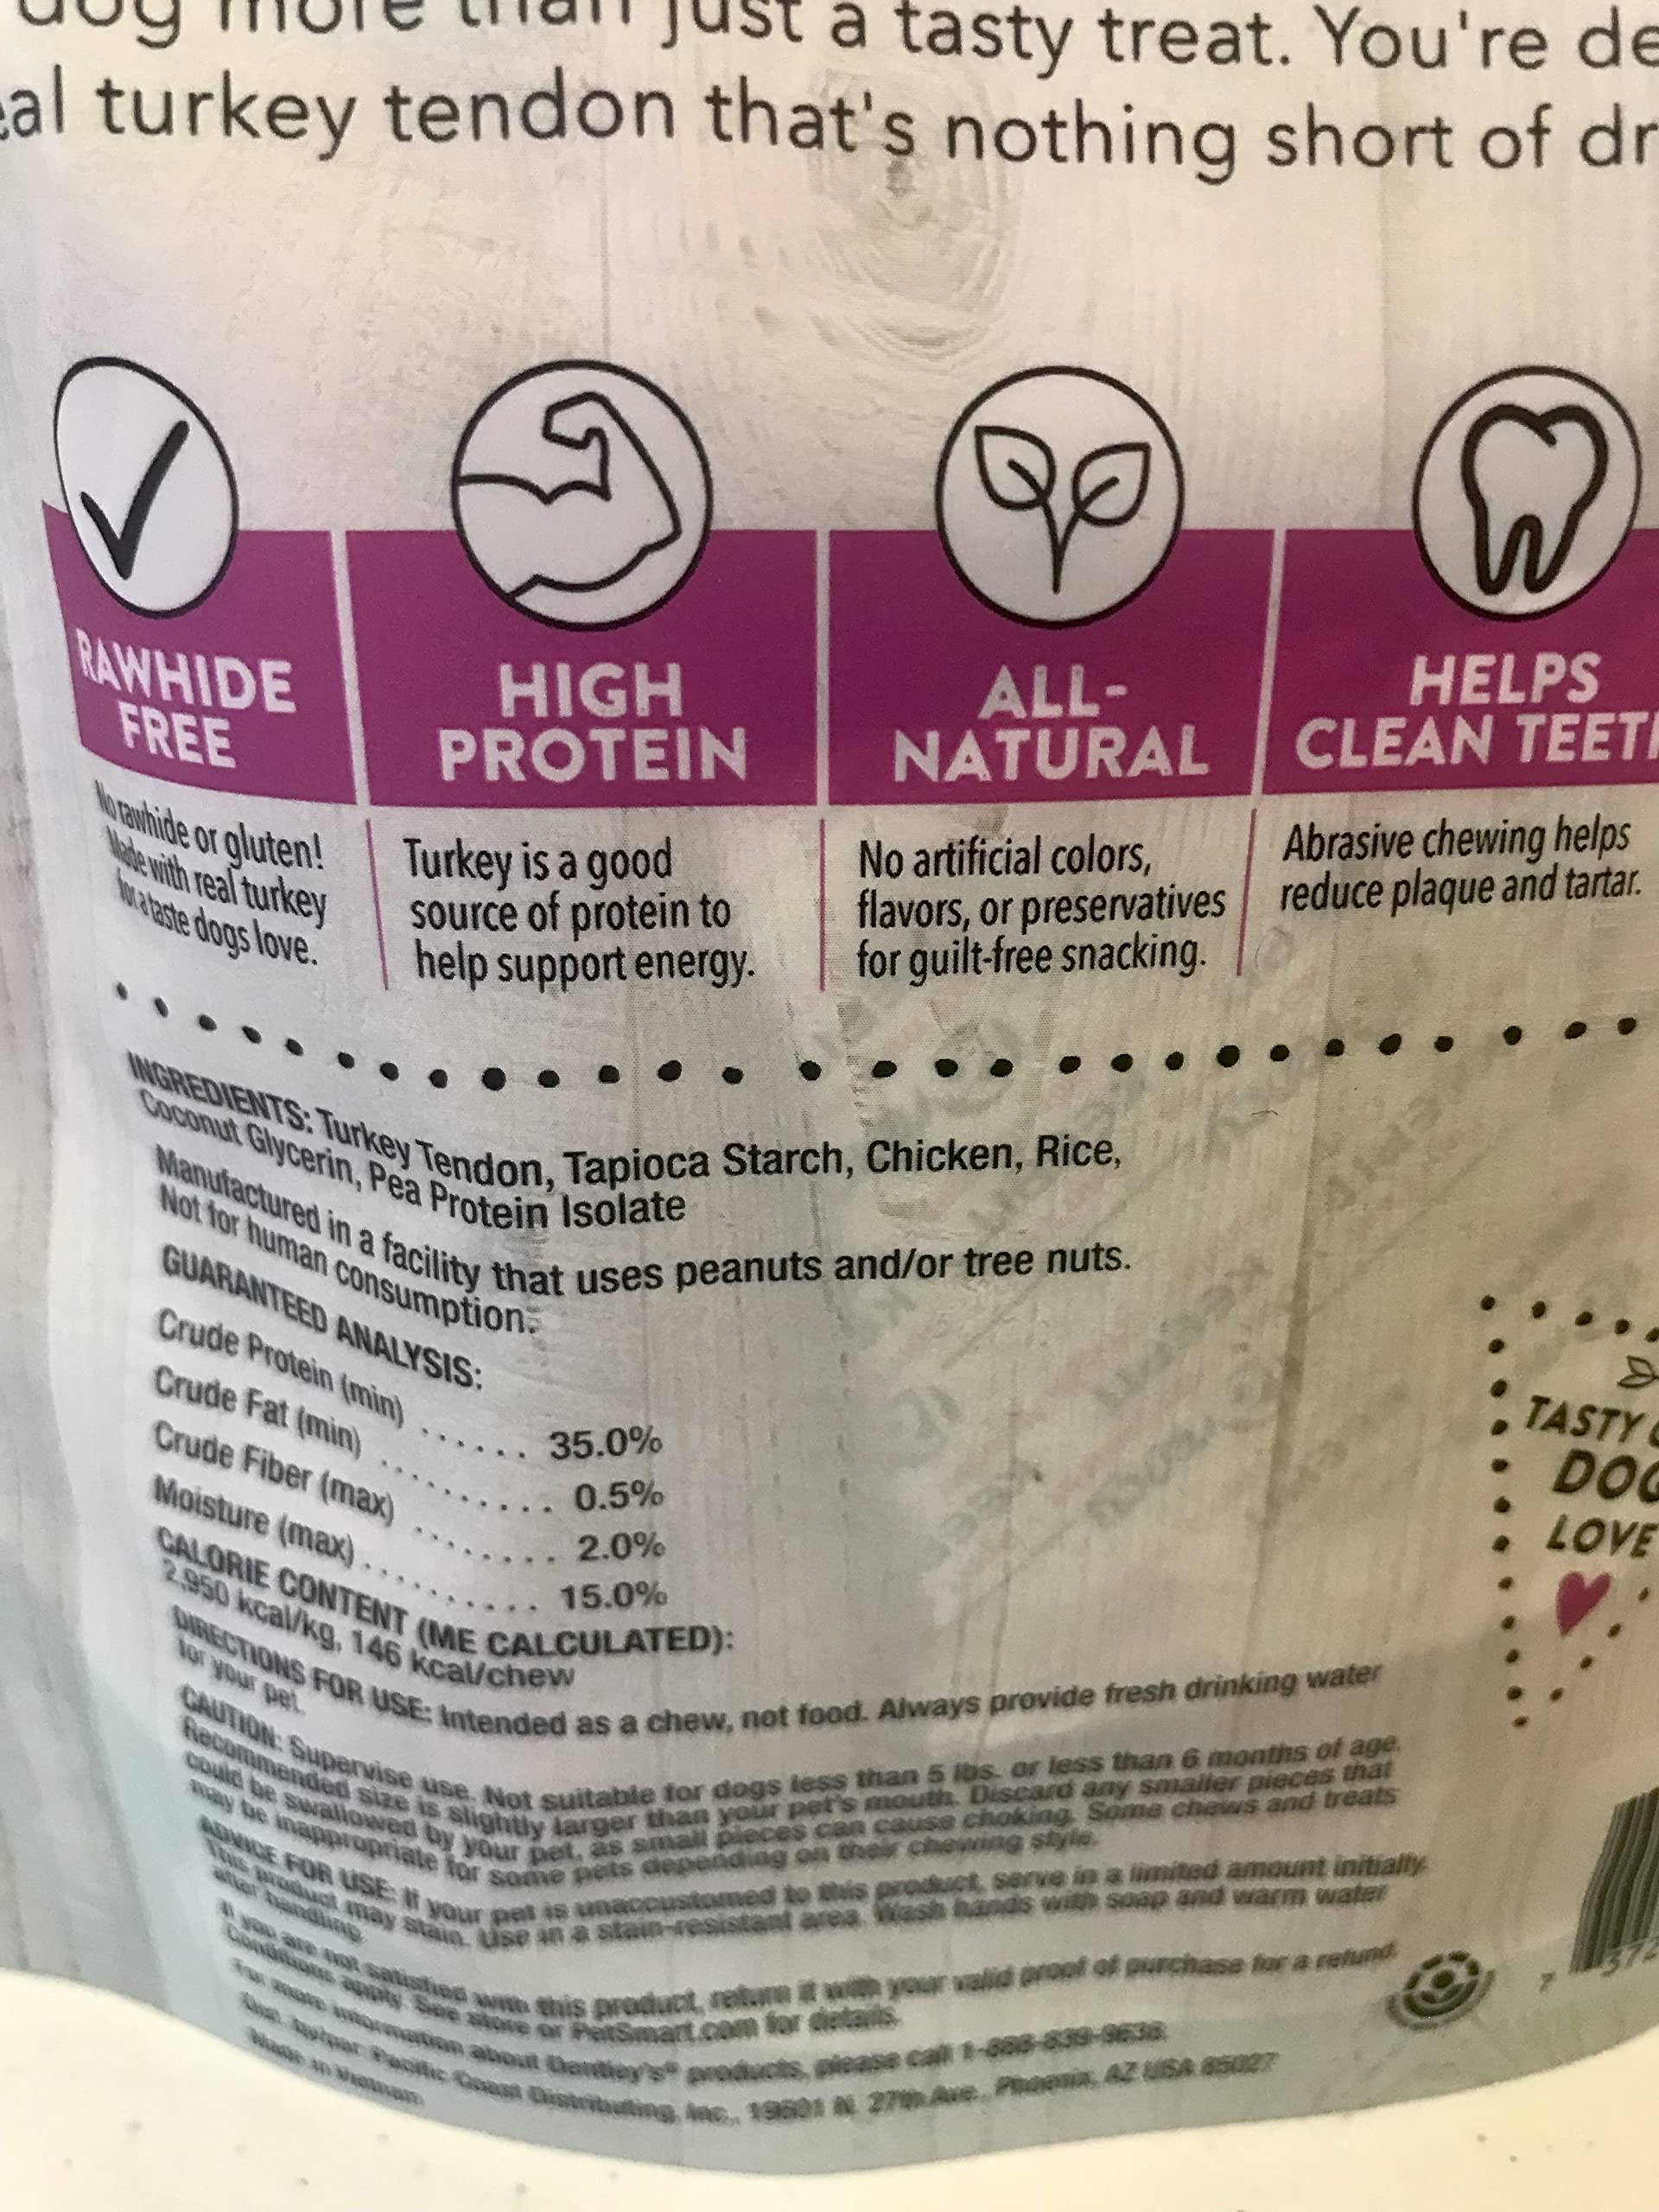 dog more than just a tasty treat. You're de
eal turkey tendon that's nothing short of dr
RAWHIDE
FREE
No rawhide or gluten!
Made with real turkey
for a taste dogs love.
HIGH
PROTEIN
Turkey is a good
source of protein to
help support energy.
ALL-
NATURAL
No artificial colors,
flavors, or preservatives
for guilt-free snacking.
HELPS
CLEAN TEETH
Abrasive chewing helps
reduce plaque and tartar.
INGREDIENTS: Turkey Tendon, Tapioca Starch, Chicken, Rice,
Coconut Glycerin, Pea Protein Isolate
Manufactured in a facility that uses peanuts and/or tree nuts.
Not for human consumption.
GUARANTEED ANALYSIS:
Crude Protein (min) ...... 35.0%
Crude Fat (min) .......... 0.5%
Crude Fiber (max) ........ 2.0%
Moisture (max) .......... 15.0%
CALORIE CONTENT (ME CALCULATED):
2,950 kcal/kg, 146 kcal/chew
DIRECTIONS FOR USE: Intended as a chew, not food. Always provide fresh drinking water
for your pet.
CAUTION: Supervise use. Not suitable for dogs less than 5 lbs. or less than 6 months of age.
Recommended size is slightly larger than your pet's mouth. Discard any smaller pieces that
could be swallowed by your pet, as small pieces can cause choking. Some chews and treats
may be inappropriate for some pets depending on their chewing style.
ADVICE FOR USE: If your pet is unaccustomed to this product, serve in a limited amount initially.
This product may stain. Use in a stain-resistant area. Wash hands with soap and warm water
after handling.
If you are not satisfied with this product, return it with your valid proof of purchase for a refund.
Conditions apply. See store or PetSmart.com for details.
For more information about Dentley's® products, please call 1-888-839-9638.
Dist. by/par: Pacific Coast Distributing, Inc., 19601 N. 27th Ave., Phoenix, AZ USA 85027
Made in Vietnam
TASTY
DOG
LOVE
7 372